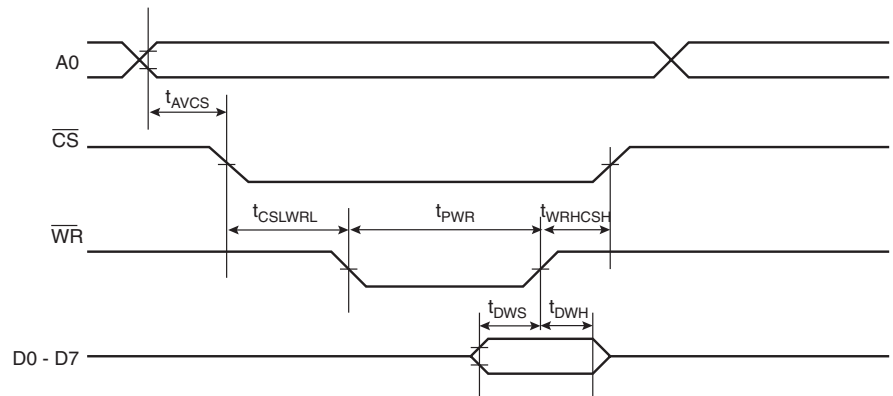 A0
tAVCS
CS
tCSLWRL
tPWR
tWRHCSH
WR
tDWS
tDWH
D0 - D7